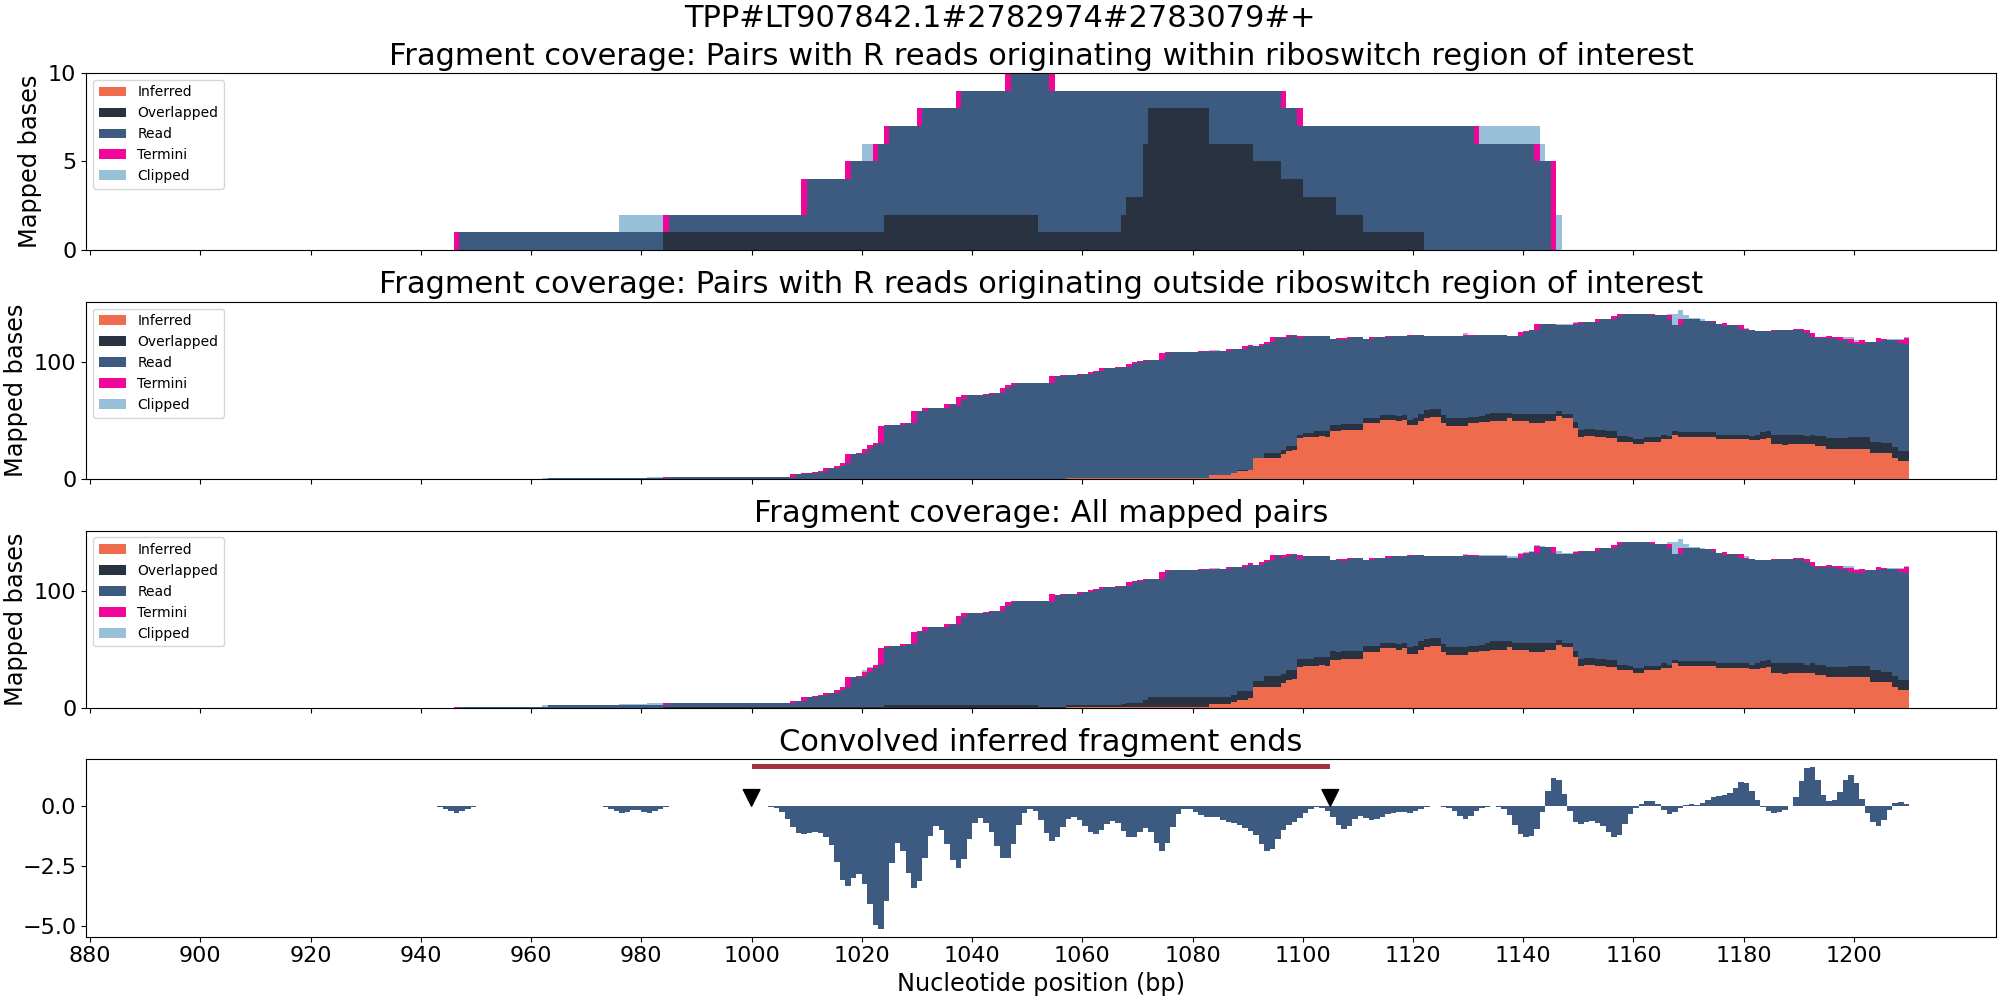 TPP#LT907842.1#2782974#2783079#+
Fragment coverage: Pairs with R reads originating within riboswitch region of interest
Mapped bases
10
5
0
Inferred
Overlapped
Read
Termini
Clipped
Fragment coverage: Pairs with R reads originating outside riboswitch region of interest
Mapped bases
100
0
Inferred
Overlapped
Read
Termini
Clipped
Fragment coverage: All mapped pairs
Mapped bases
100
0
Inferred
Overlapped
Read
Termini
Clipped
Convolved inferred fragment ends
0.0
−2.5
−5.0
880 900 920 940 960 980 1000 1020 1040 1060 1080 1100 1120 1140 1160 1180 1200
Nucleotide position (bp)